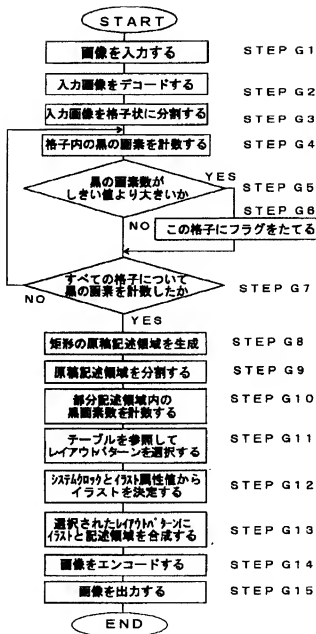 START
画像を入力する
STEP G1
入力画像をデコードする
STEP G2
入力画像を格子状に分割する
STEP G3
格子内の黒の画素を計数する
STEP G4
黒の画素数が
しきい値より大きいか
YES
STEP G5
STEP G6
NO
この格子にフラグをたてる
すべての格子について
黒の画素を計数したか
NO
STEP G7
YES
矩形の原稿記述領域を生成
STEP G8
原稿記述領域を分割する
STEP G9
部分記述領域内の
黒画素数を計数する
STEP G10
テーブルを参照して
レイアウトパターンを選択する
STEP G11
システムクロックとイラスト属性値から
イラストを決定する
STEP G12
選択されたレイアウトパターンに
イラストと記述領域を合成する
STEP G13
画像をエンコードする
STEP G14
画像を出力する
STEP G15
END